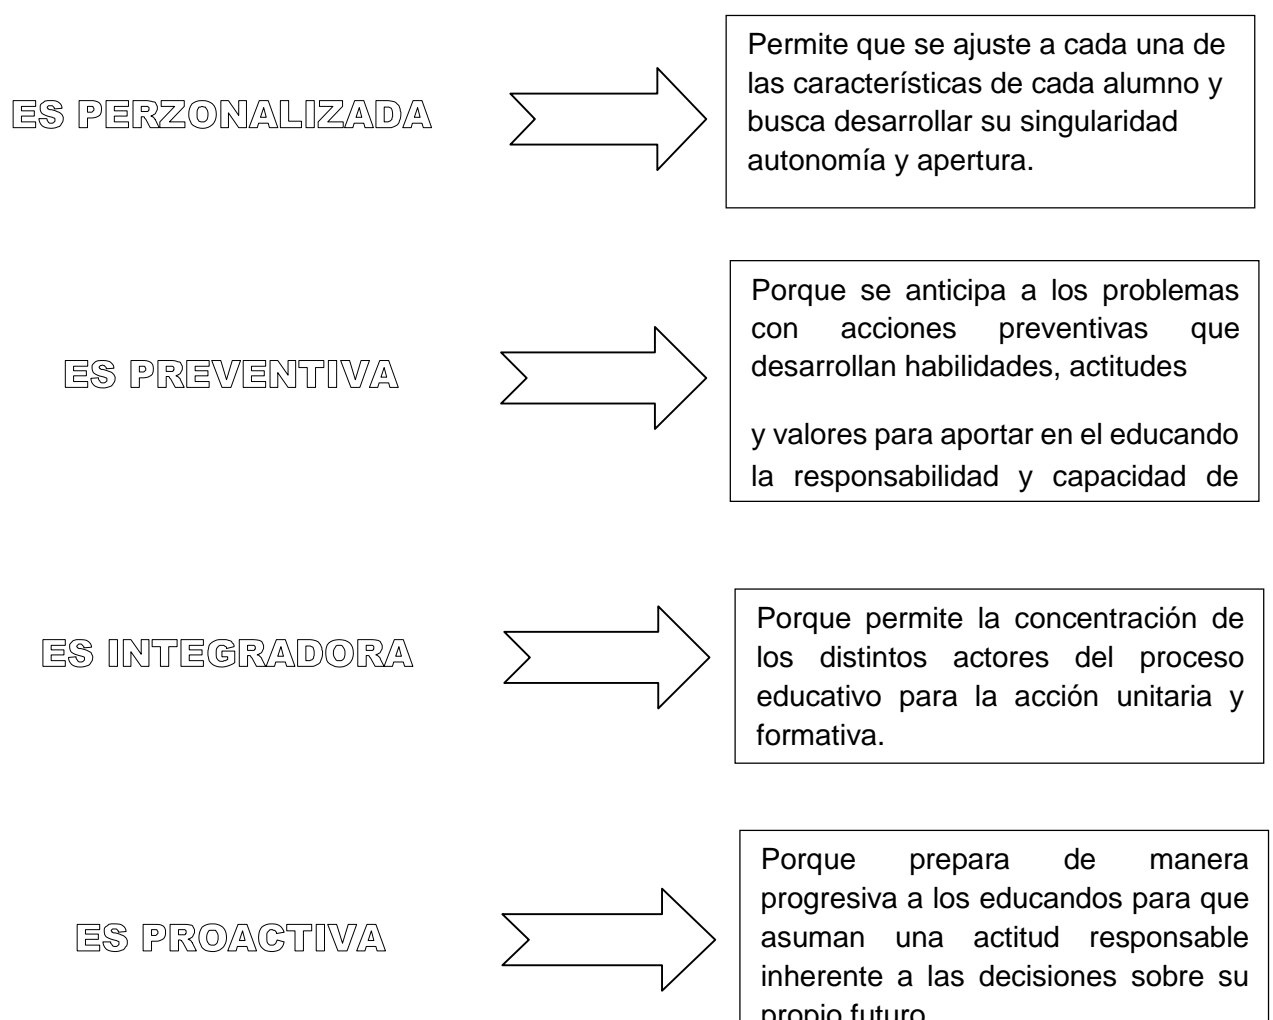 ES PERZONALIZADA
Permite que se ajuste a cada una de
las características de cada alumno y
busca desarrollar su singularidad
autonomía y apertura.
ES PREVENTIVA
Porque se anticipa a los problemas
con acciones preventivas que
desarrollan habilidades, actitudes
y valores para aportar en el educando
la responsabilidad y capacidad de
ES INTEGRADORA
Porque permite la concentración de
los distintos actores del proceso
educativo para la acción unitaria y
formativa.
ES PROACTIVA
Porque prepara de manera
progresiva a los educandos para que
asuman una actitud responsable
inherente a las decisiones sobre su
propio futuro